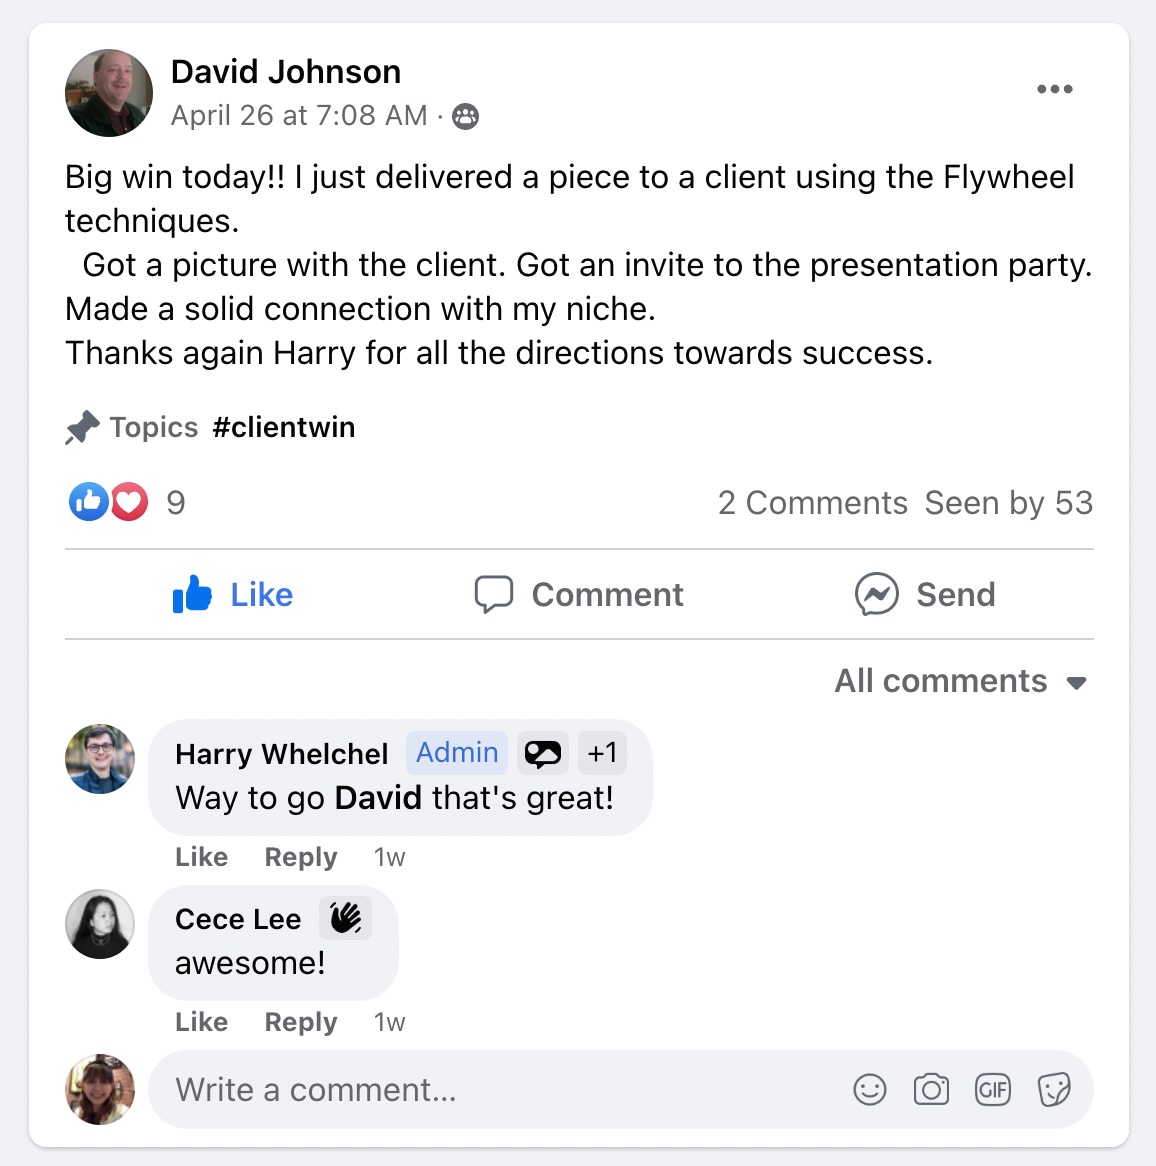 David Johnson
April 26 at 7:08 AM ·
Big win today!! I just delivered a piece to a client using the Flywheel
techniques.
Got a picture with the client. Got an invite to the presentation party.
Made a solid connection with my niche.
Thanks again Harry for all the directions towards success.
Topics #clientwin
9
2 Comments Seen by 53
Like Comment Send
All comments
Harry Whelchel Admin +1
Way to go David that's great!
Like Reply 1w
Cece Lee
awesome!
Like Reply 1w
Write a comment...
GIF